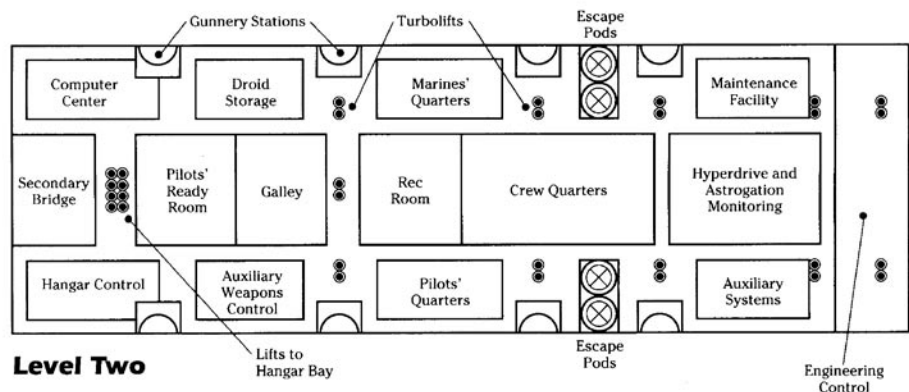 Gunnery Stations
Turbolifts
Escape
Pods
Computer
Center
Droid
Storage
Marines'
Quarters
Maintenance
Facility
Secondary
Bridge
Pilots'
Ready
Room
Galley
Rec
Room
Crew Quarters
Hyperdrive and
Astrogation
Monitoring
Hangar Control
Auxiliary
Weapons
Control
Pilots'
Quarters
Auxiliary
Systems
Level Two
Lifts to
Hangar Bay
Escape
Pods
Engineering
Control